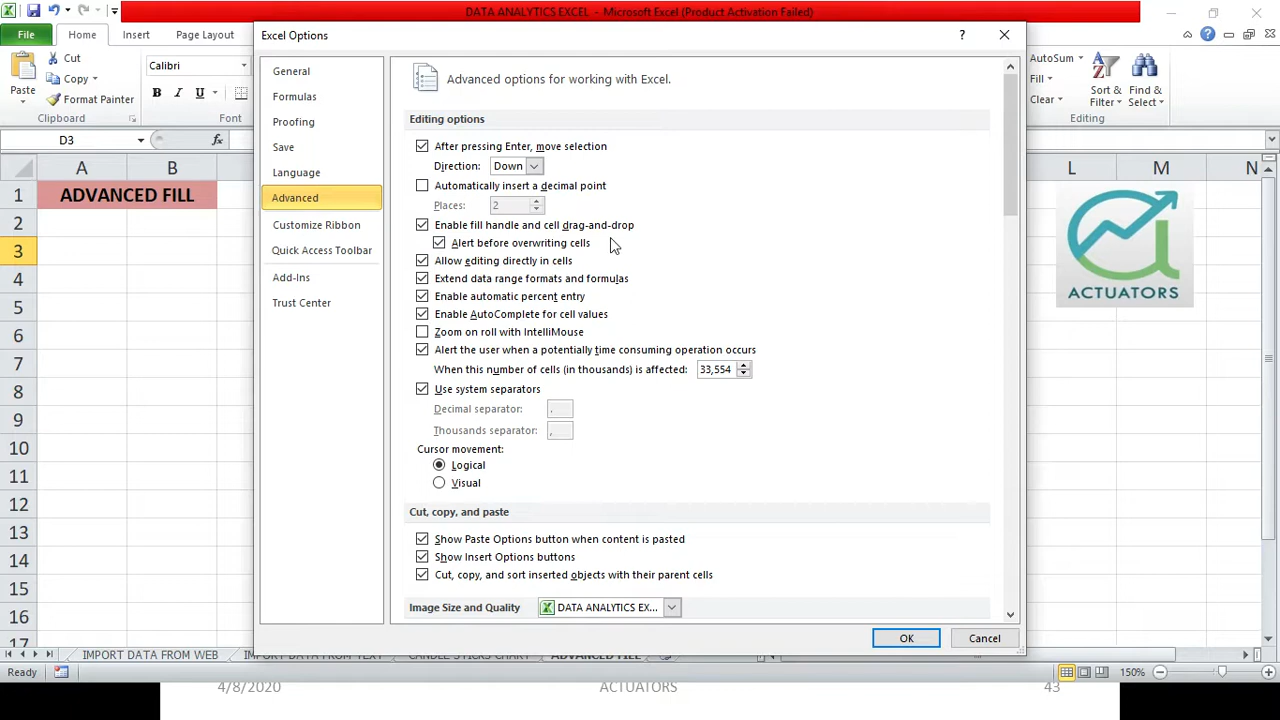 DATA ANALYTICS EXCEL - Microsoft Excel (Product Activation Failed)
File Home Insert Page Layout
Excel Options
Cut
Copy
Format Painter
Paste
Clipboard
Calibri
B I U
Font
AutoSum
Fill
Clear
Sort & Filter
Find & Select
Editing
D3
fx
A B L M N
1 ADVANCED FILL
2
3
4
5
6
7
8
9
10
11
12
13
14
15
16
17
General
Formulas
Proofing
Save
Language
Advanced
Customize Ribbon
Quick Access Toolbar
Add-Ins
Trust Center
Advanced options for working with Excel.
Editing options
After pressing Enter, move selection
Direction: Down
Automatically insert a decimal point
Places: 2
Enable fill handle and cell drag-and-drop
Alert before overwriting cells
Allow editing directly in cells
Extend data range formats and formulas
Enable automatic percent entry
Enable AutoComplete for cell values
Zoom on roll with IntelliMouse
Alert the user when a potentially time consuming operation occurs
When this number of cells (in thousands) is affected: 33,554
Use system separators
Decimal separator: .
Thousands separator: ,
Cursor movement:
Logical
Visual
Cut, copy, and paste
Show Paste Options button when content is pasted
Show Insert Options buttons
Cut, copy, and sort inserted objects with their parent cells
Image Size and Quality DATA ANALYTICS EX...
OK Cancel
ACTUATORS
IMPORT DATA FROM WEB IMPORT DATA FROM TEXT CANDLE STICKS CHART ADVANCED FILL
Ready 150%
4/8/2020 ACTUATORS 43